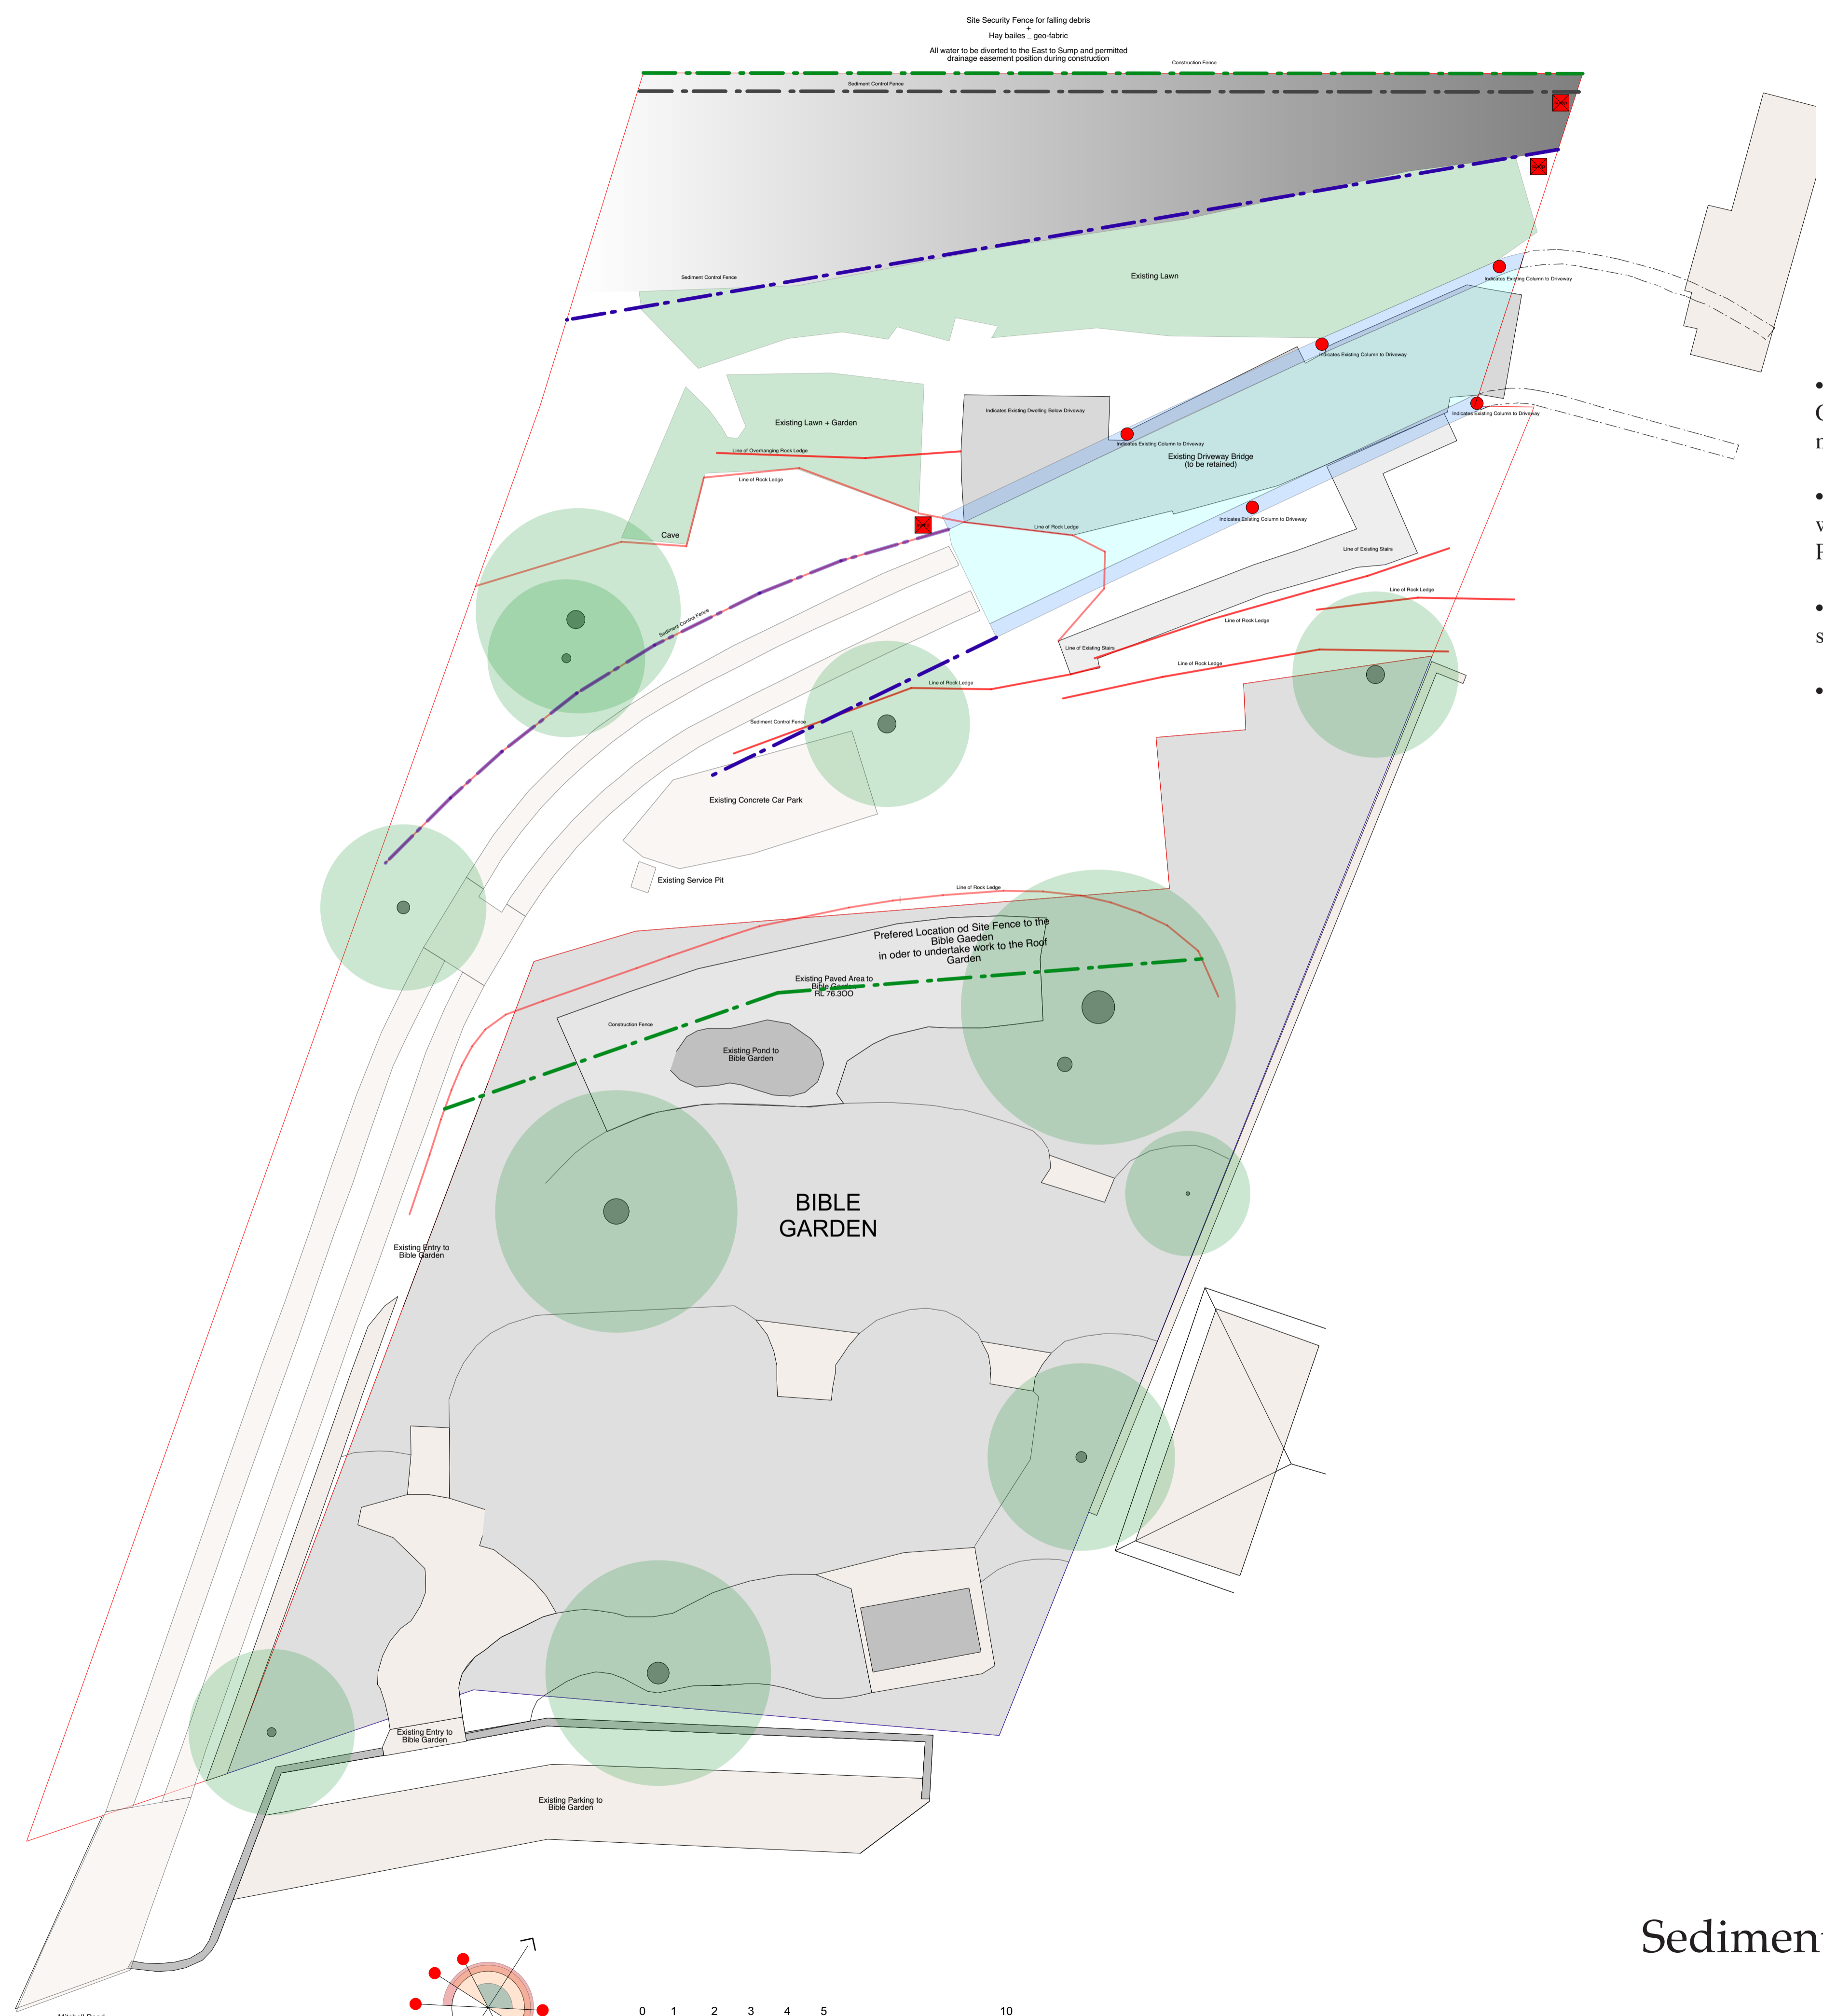 Site Security Fence for falling debris
+
Hay bailes _ geo-fabric
All water to be diverted to the East to Sump and permitted
drainage easement position during construction
Construction Fence
Sediment Control Fence
Sediment Control Fence
Existing Lawn
Indicates Existing Column to Driveway
Indicates Existing Column to Driveway
Indicates Existing Dwelling Below Driveway
Indicates Existing Column to Driveway
Existing Lawn + Garden
Indicates Existing Column to Driveway
Line of Overhanging Rock Ledge
Existing Driveway Bridge
(to be retained)
Line of Rock Ledge
Indicates Existing Column to Driveway
Line of Rock Ledge
Cave
Line of Existing Stairs
Line of Rock Ledge
Sediment Control Fence
Line of Rock Ledge
Line of Existing Stairs
Line of Rock Ledge
Line of Rock Ledge
Sediment Control Fence
Existing Concrete Car Park
Existing Service Pit
Line of Rock Ledge
Prefered Location od Site Fence to the
Bible Gaeden
in oder to undertake work to the Roof
Garden
Existing Paved Area to
Bible Garden
RL 76.300
Construction Fence
Existing Pond to
Bible Garden
BIBLE
GARDEN
Existing Entry to
Bible Garden
Existing Entry to
Bible Garden
Existing Parking to
Bible Garden
Sediment
0 1 2 3 4 5 10